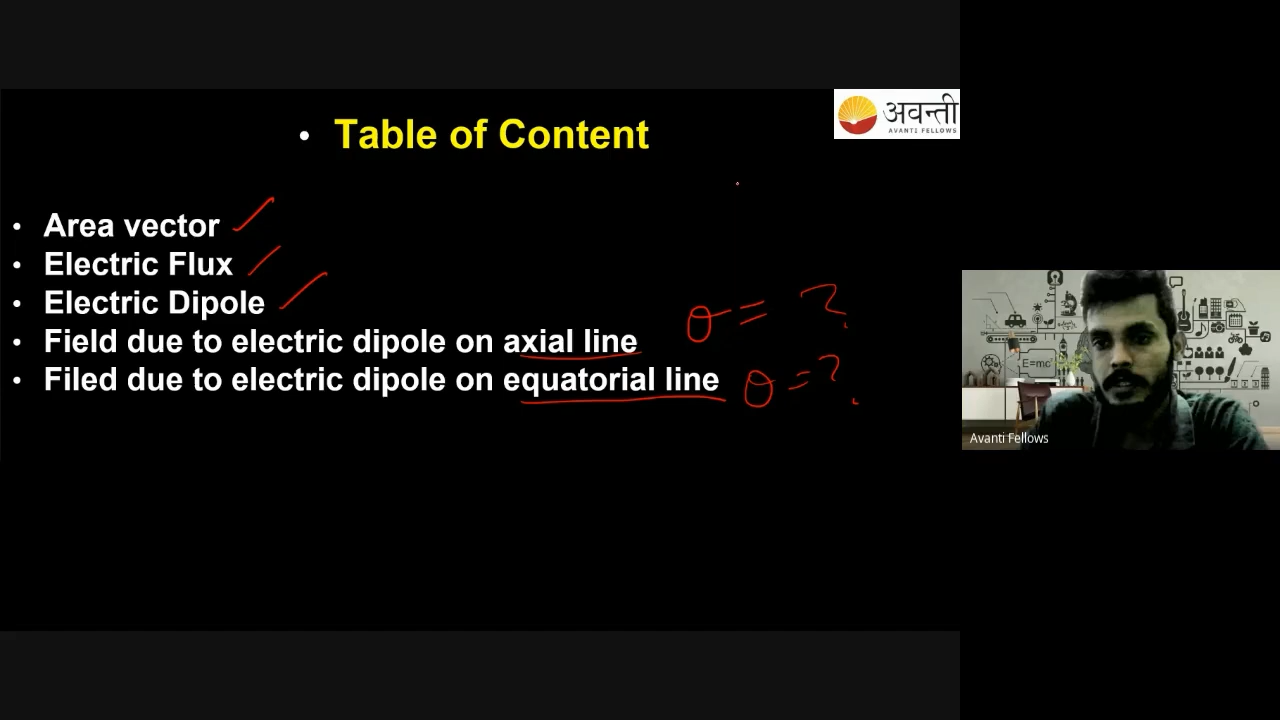 • Table of Content
अवन्ती
AVANTI FELLOWS
• Area vector
• Electric Flux
• Electric Dipole
• Field due to electric dipole on axial line θ = ?
• Filed due to electric dipole on equatorial line θ = ?
E=mc²
Avanti Fellows